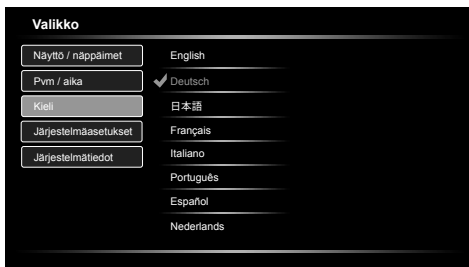 Valikko
Näyttö / näppäimet
Pvm / aika
Kieli
Järjestelmäasetukset
Järjestelmätiedot
English
Deutsch
日本語
Français
Italiano
Português
Español
Nederlands